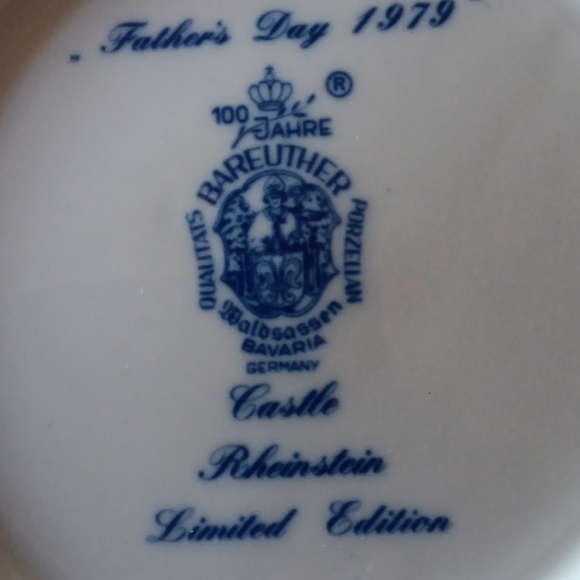 „ Father's Day 1979 "
®
100 JAHRE
BAREUTHER
QUALITÄTS PORZELLAN
Waldsassen
BAVARIA
GERMANY
Castle
Rheinstein
Limited Edition